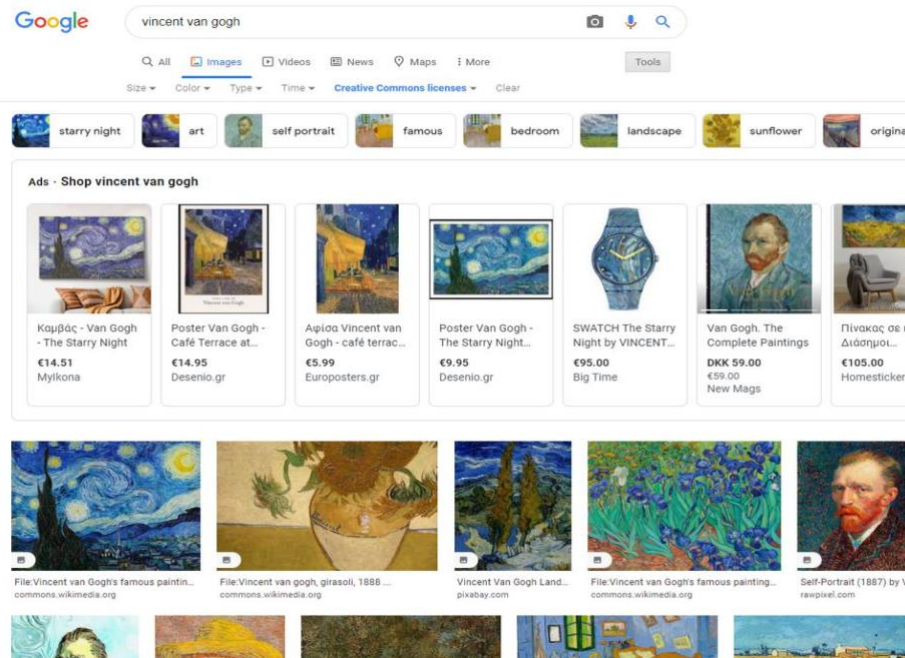 Google
vincent van gogh
All Images Videos News Maps More Tools
Size Color Type Time Creative Commons licenses Clear
starry night art self portrait famous bedroom landscape sunflower origina
Ads · Shop vincent van gogh
Καμβάς - Van Gogh
- The Starry Night
€14.51
Mylkona
Poster Van Gogh -
Café Terrace at...
€14.95
Desenio.gr
Αφίσα Vincent van
Gogh - café terrac...
€5.99
Europosters.gr
Poster Van Gogh -
The Starry Night...
€9.95
Desenio.gr
SWATCH The Starry
Night by VINCENT...
€95.00
Big Time
Van Gogh. The
Complete Paintings
DKK 59.00
€59.00
New Mags
Πίνακας σε
Διάσημοι...
€105.00
Homesticker
File:Vincent van Gogh's famous paintin...
commons.wikimedia.org
File:Vincent van gogh, girasoli, 1888 ...
commons.wikimedia.org
Vincent Van Gogh Land...
pixabay.com
File:Vincent van Gogh's famous painting...
commons.wikimedia.org
Self-Portrait (1887) by V
rawpixel.com